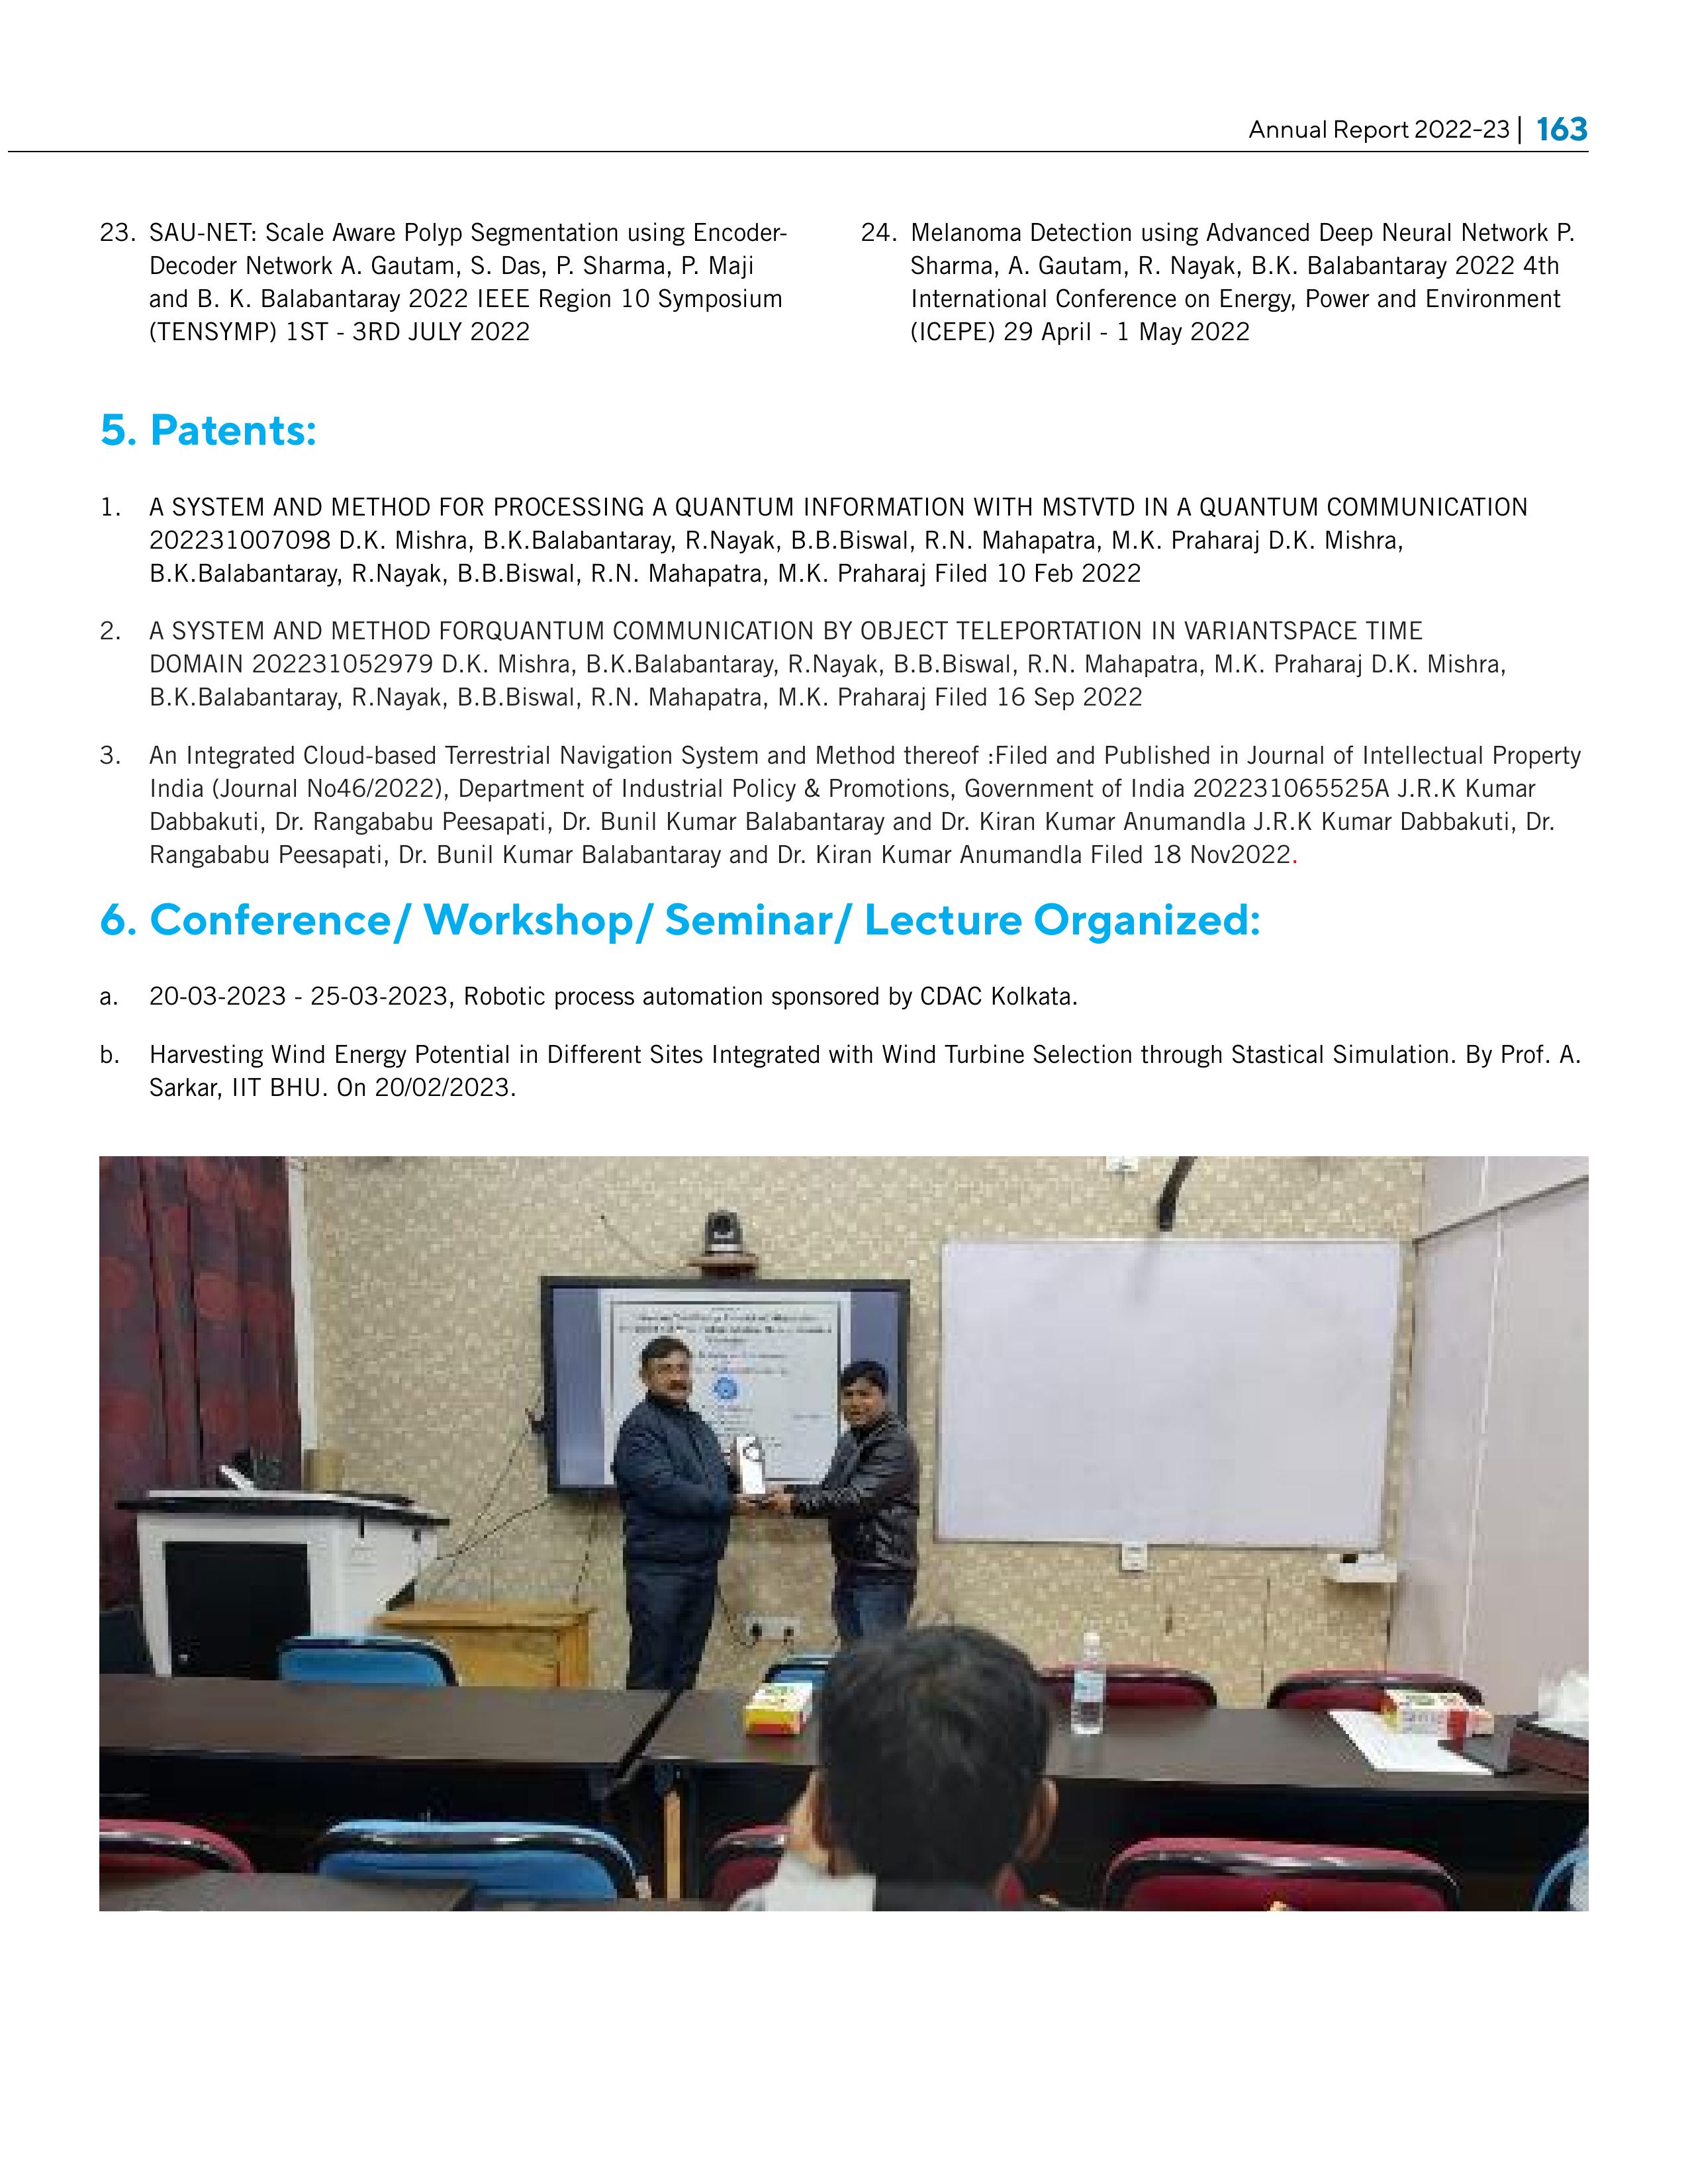 Annual Report 2022-23 | 163
23. SAU-NET: Scale Aware Polyp Segmentation using Encoder-
Decoder Network A. Gautam, S. Das, P. Sharma, P. Maji
and B. K. Balabantaray 2022 IEEE Region 10 Symposium
(TENSYMP) 1ST - 3RD JULY 2022
24. Melanoma Detection using Advanced Deep Neural Network P.
Sharma, A. Gautam, R. Nayak, B.K. Balabantaray 2022 4th
International Conference on Energy, Power and Environment
(ICEPE) 29 April - 1 May 2022
5. Patents:
1. A SYSTEM AND METHOD FOR PROCESSING A QUANTUM INFORMATION WITH MSTVTD IN A QUANTUM COMMUNICATION
202231007098 D.K. Mishra, B.K.Balabantaray, R.Nayak, B.B.Biswal, R.N. Mahapatra, M.K. Praharaj D.K. Mishra,
B.K.Balabantaray, R.Nayak, B.B.Biswal, R.N. Mahapatra, M.K. Praharaj Filed 10 Feb 2022
2. A SYSTEM AND METHOD FORQUANTUM COMMUNICATION BY OBJECT TELEPORTATION IN VARIANTSPACE TIME
DOMAIN 202231052979 D.K. Mishra, B.K.Balabantaray, R.Nayak, B.B.Biswal, R.N. Mahapatra, M.K. Praharaj D.K. Mishra,
B.K.Balabantaray, R.Nayak, B.B.Biswal, R.N. Mahapatra, M.K. Praharaj Filed 16 Sep 2022
3. An Integrated Cloud-based Terrestrial Navigation System and Method thereof :Filed and Published in Journal of Intellectual Property
India (Journal No46/2022), Department of Industrial Policy & Promotions, Government of India 202231065525A J.R.K Kumar
Dabbakuti, Dr. Rangababu Peesapati, Dr. Bunil Kumar Balabantaray and Dr. Kiran Kumar Anumandla J.R.K Kumar Dabbakuti, Dr.
Rangababu Peesapati, Dr. Bunil Kumar Balabantaray and Dr. Kiran Kumar Anumandla Filed 18 Nov2022.
6. Conference/ Workshop/ Seminar/ Lecture Organized:
a. 20-03-2023 - 25-03-2023, Robotic process automation sponsored by CDAC Kolkata.
b. Harvesting Wind Energy Potential in Different Sites Integrated with Wind Turbine Selection through Stastical Simulation. By Prof. A.
Sarkar, IIT BHU. On 20/02/2023.